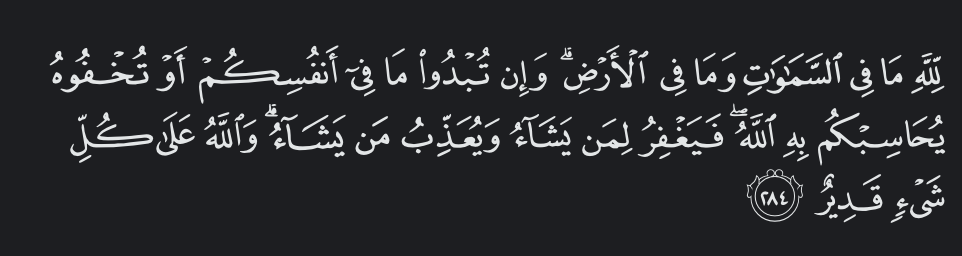 لِّلَّهِ مَا فِى ٱلسَّمَـٰوَٰتِ وَمَا فِى ٱلْأَرْضِ ۗ وَإِن تُبْدُوا۟ مَا فِىٓ أَنفُسِكُمْ أَوْ تُخْفُوهُ
يُحَاسِبْكُم بِهِ ٱللَّهُ ۖ فَيَغْفِرُ لِمَن يَشَآءُ وَيُعَذِّبُ مَن يَشَآءُ ۗ وَٱللَّهُ عَلَىٰ كُلِّ
شَىْءٍ قَدِيرٌ ٢٨٤